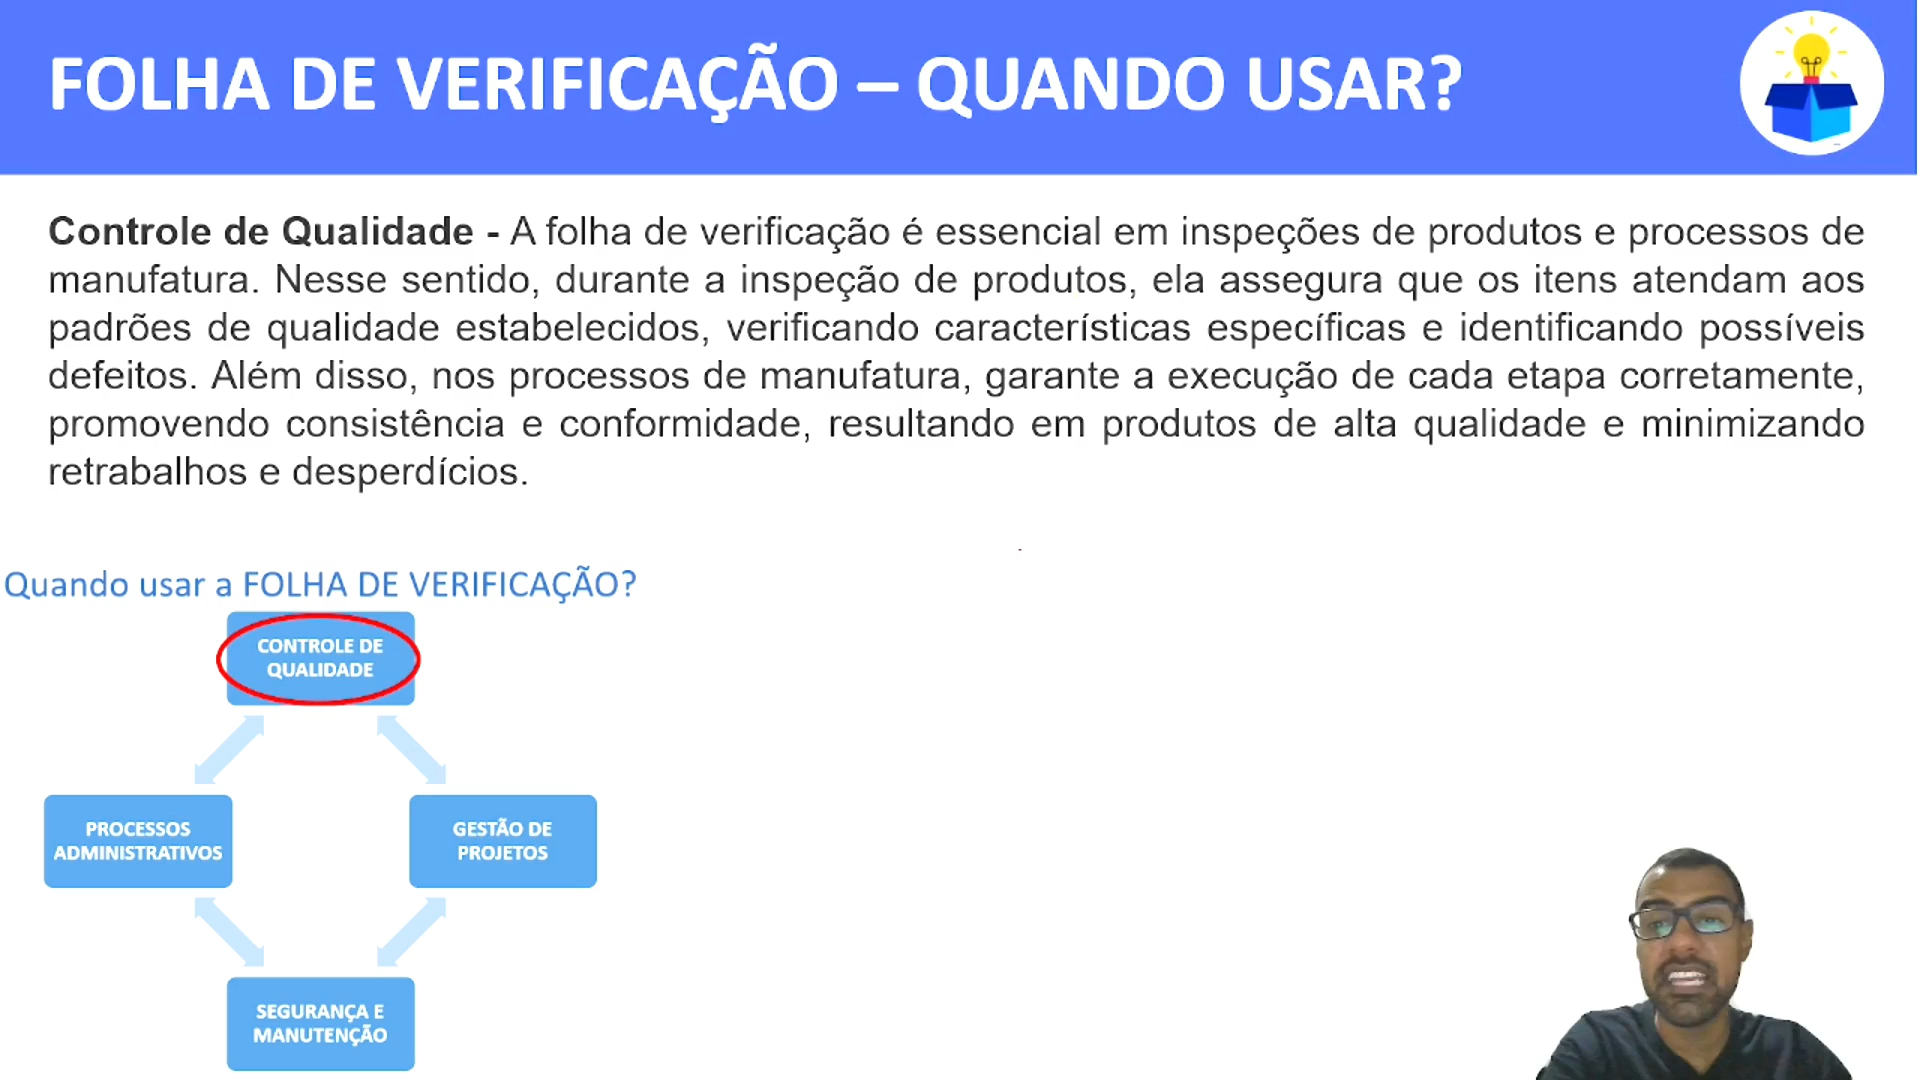 FOLHA DE VERIFICAÇÃO – QUANDO USAR?
Controle de Qualidade - A folha de verificação é essencial em inspeções de produtos e processos de
manufatura. Nesse sentido, durante a inspeção de produtos, ela assegura que os itens atendam aos
padrões de qualidade estabelecidos, verificando características específicas e identificando possíveis
defeitos. Além disso, nos processos de manufatura, garante a execução de cada etapa corretamente,
promovendo consistência e conformidade, resultando em produtos de alta qualidade e minimizando
retrabalhos e desperdícios.
Quando usar a FOLHA DE VERIFICAÇÃO?
CONTROLE DE
QUALIDADE
PROCESSOS
ADMINISTRATIVOS
GESTÃO DE
PROJETOS
SEGURANÇA E
MANUTENÇÃO